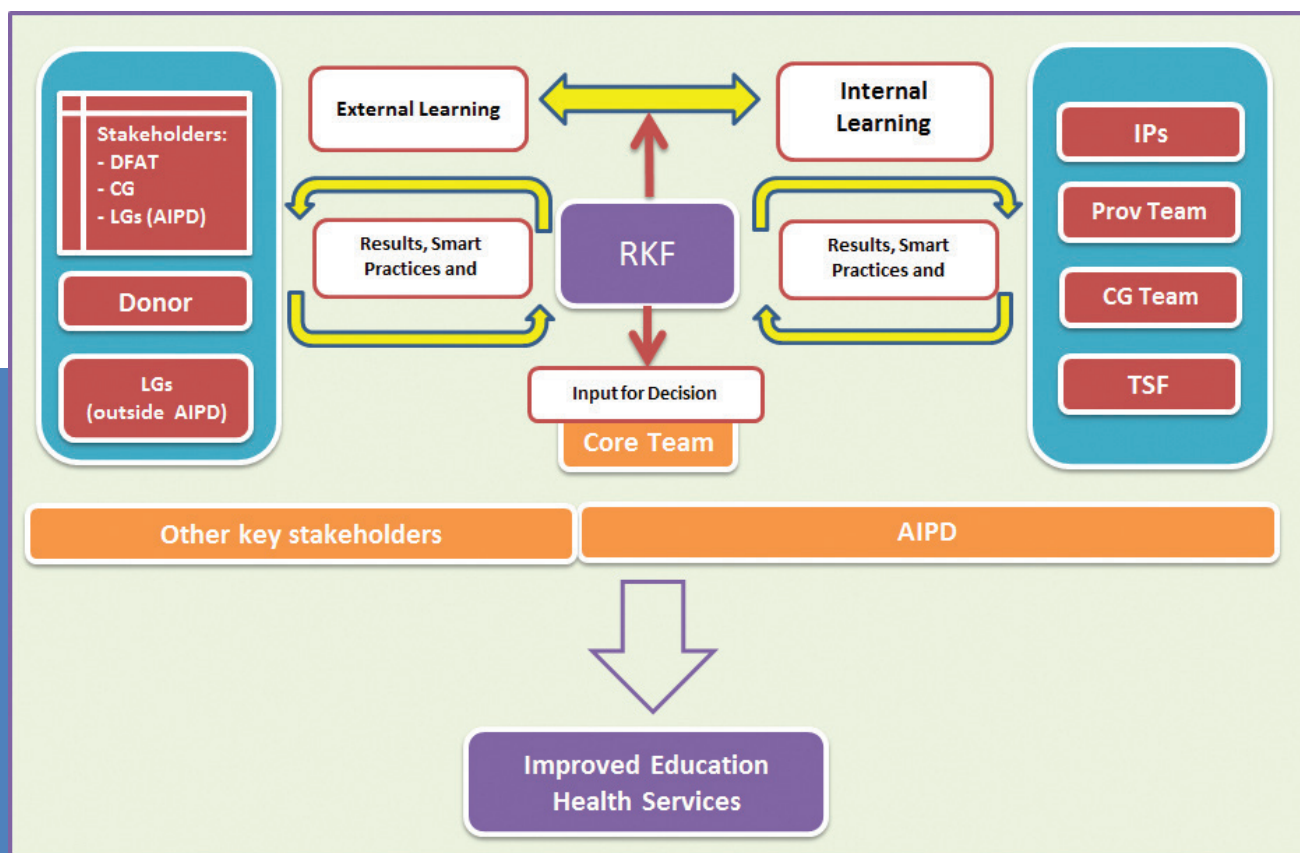 Stakeholders:
- DFAT
- CG
- LGs (AIPD)
Donor
LGs
(outside AIPD)
External Learning
Results, Smart
Practices and
Internal
Learning
RKF
Results, Smart
Practices and
Input for Decision
Core Team
IPs
Prov Team
CG Team
TSF
Other key stakeholders
AIPD
Improved Education
Health Services